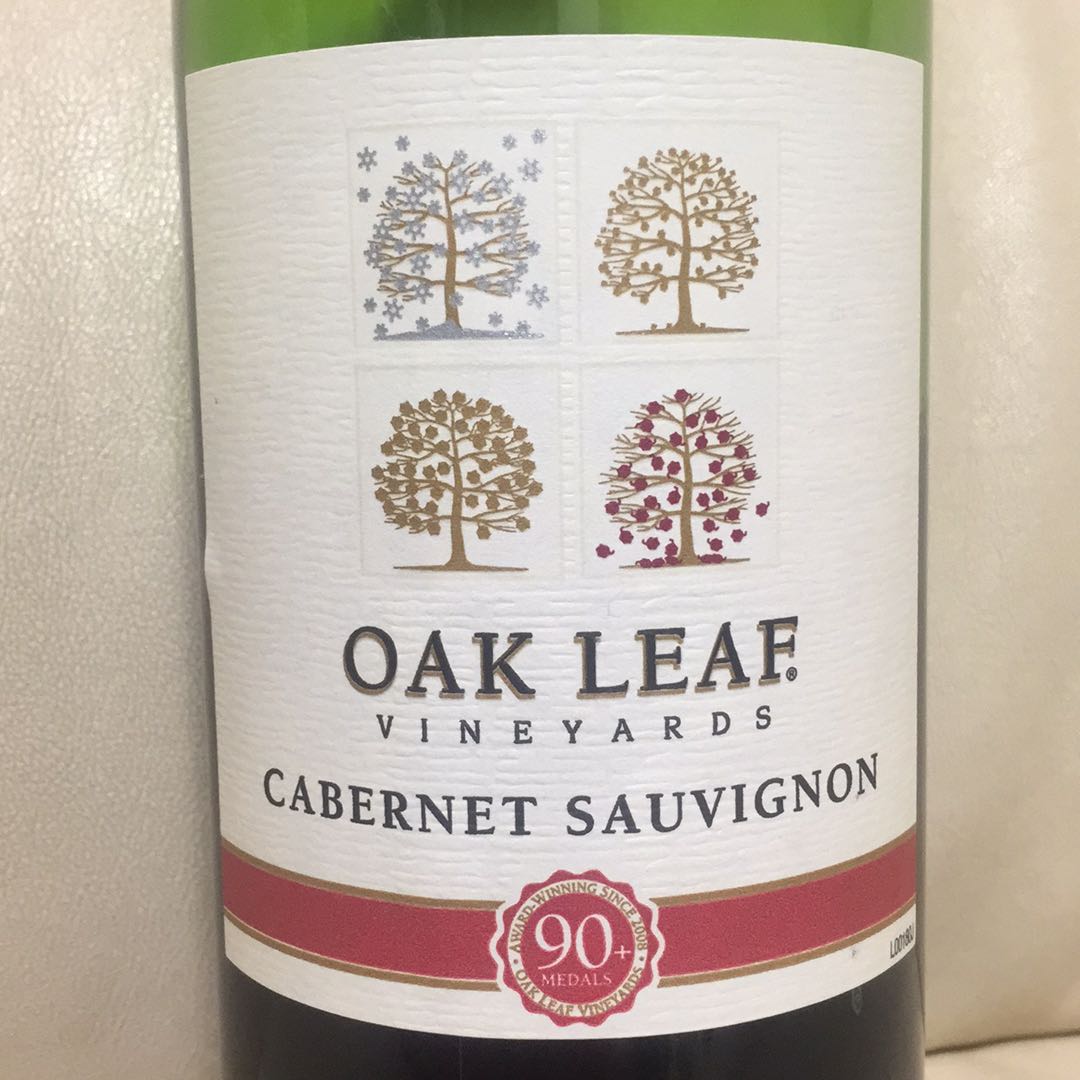 OAK LEAF®
VINEYARDS
CABERNET SAUVIGNON
AWARD-WINNING SINCE 2008
90+
MEDALS
• OAK LEAF VINEYARDS •